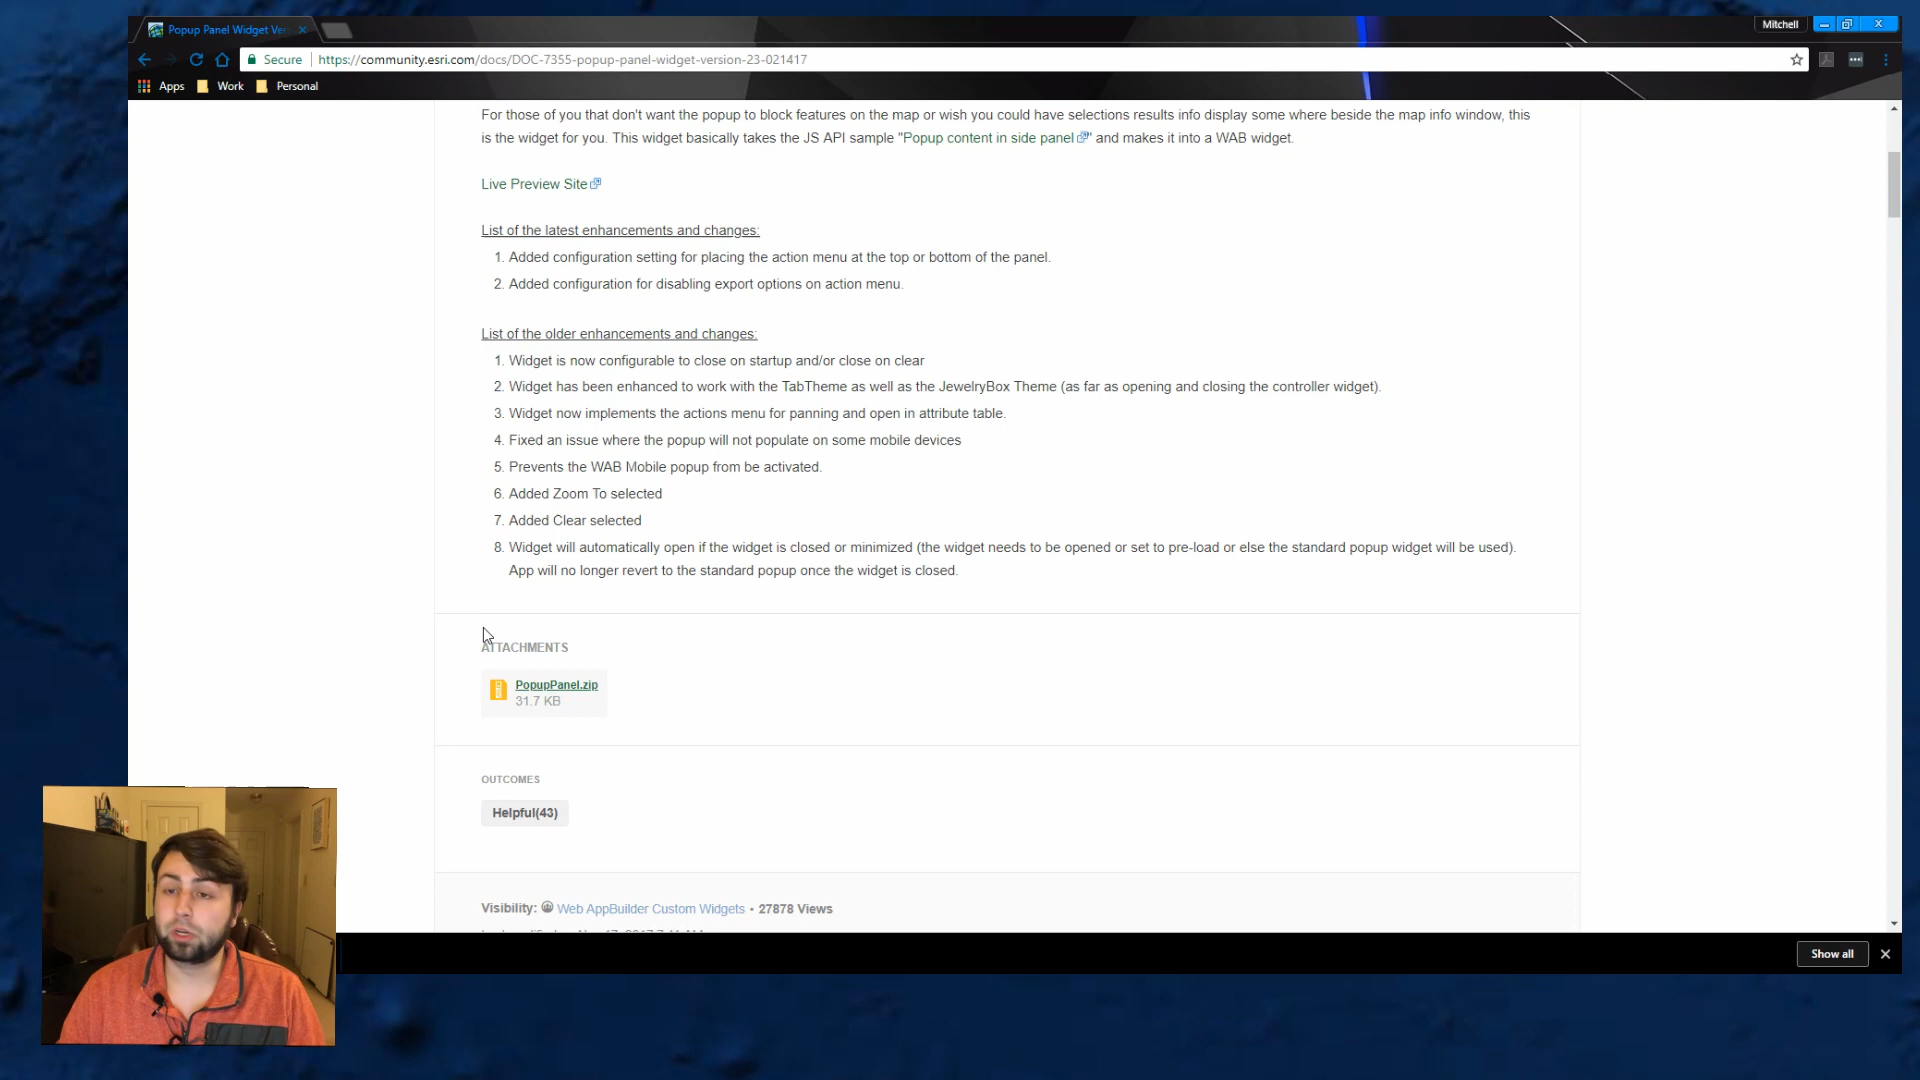 Popup Panel Widget Ve
Mitchell
Secure
https://community.esri.com/docs/DOC-7355-popup-panel-widget-version-23-021417
Apps
Work
Personal
For those of you that don't want the popup to block features on the map or wish you could have selections results info display some where beside the map info window, this
is the widget for you. This widget basically takes the JS API sample "Popup content in side panel" and makes it into a WAB widget.
Live Preview Site
List of the latest enhancements and changes:
1. Added configuration setting for placing the action menu at the top or bottom of the panel.
2. Added configuration for disabling export options on action menu.
List of the older enhancements and changes:
1. Widget is now configurable to close on startup and/or close on clear
2. Widget has been enhanced to work with the TabTheme as well as the JewelryBox Theme (as far as opening and closing the controller widget).
3. Widget now implements the actions menu for panning and open in attribute table.
4. Fixed an issue where the popup will not populate on some mobile devices
5. Prevents the WAB Mobile popup from be activated.
6. Added Zoom To selected
7. Added Clear selected
8. Widget will automatically open if the widget is closed or minimized (the widget needs to be opened or set to pre-load or else the standard popup widget will be used).
App will no longer revert to the standard popup once the widget is closed.
ATTACHMENTS
PopupPanel.zip
31.7 KB
OUTCOMES
Helpful(43)
Visibility: Web AppBuilder Custom Widgets • 27878 Views
Show all